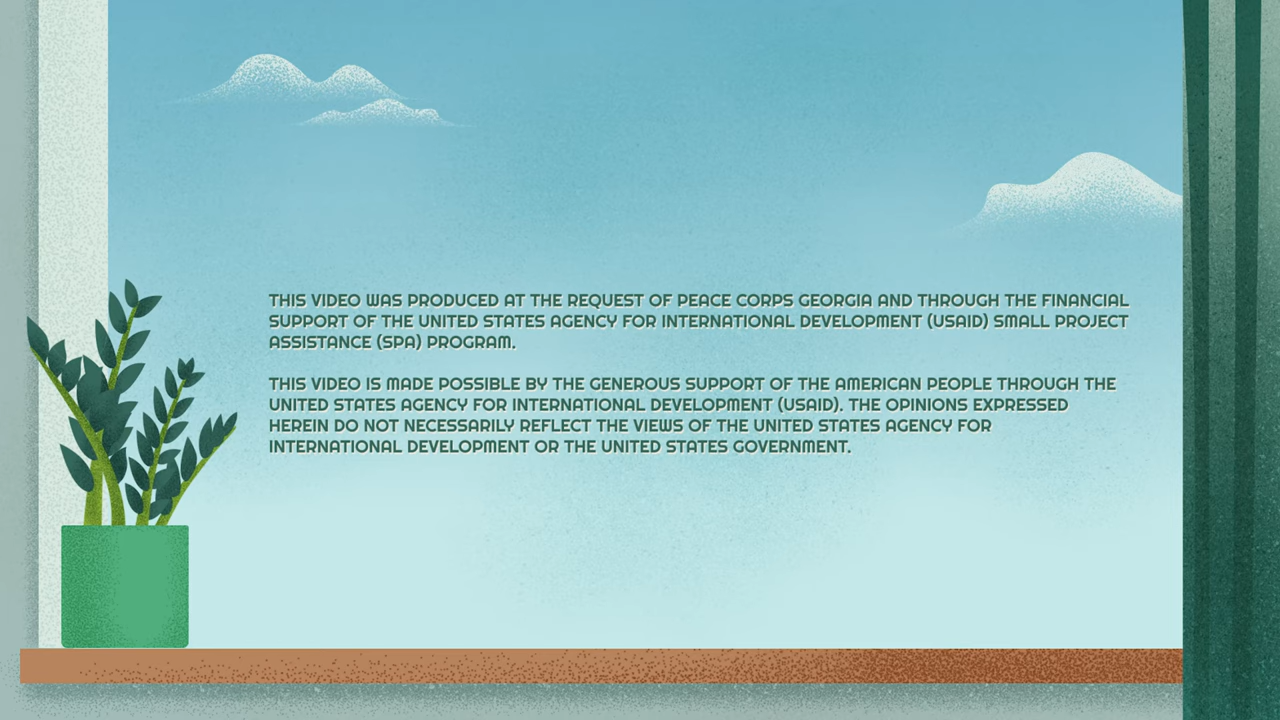 THIS VIDEO WAS PRODUCED AT THE REQUEST OF PEACE CORPS GEORGIA AND THROUGH THE FINANCIAL
SUPPORT OF THE UNITED STATES AGENCY FOR INTERNATIONAL DEVELOPMENT (USAID) SMALL PROJECT
ASSISTANCE (SPA) PROGRAM.
THIS VIDEO IS MADE POSSIBLE BY THE GENEROUS SUPPORT OF THE AMERICAN PEOPLE THROUGH THE
UNITED STATES AGENCY FOR INTERNATIONAL DEVELOPMENT (USAID). THE OPINIONS EXPRESSED
HEREIN DO NOT NECESSARILY REFLECT THE VIEWS OF THE UNITED STATES AGENCY FOR
INTERNATIONAL DEVELOPMENT OR THE UNITED STATES GOVERNMENT.